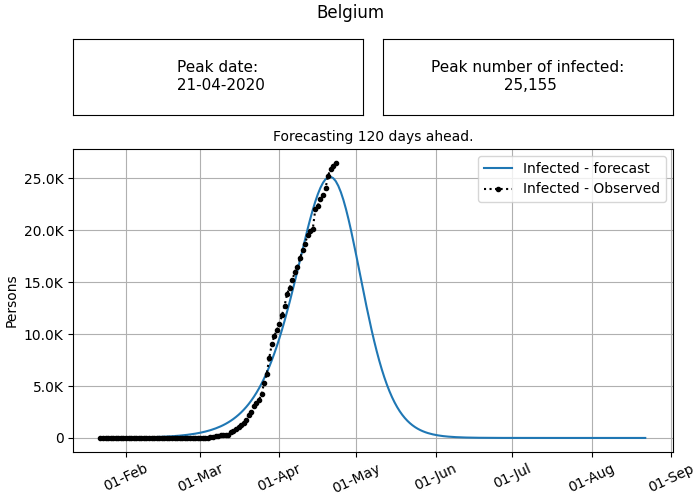 Belgium
Peak date:
21-04-2020
Peak number of infected:
25,155
Forecasting 120 days ahead.
Infected - forecast
Infected - Observed
Persons
25.0K
20.0K
15.0K
10.0K
5.0K
0
01-Feb
01-Mar
01-Apr
01-May
01-Jun
01-Jul
01-Aug
01-Sep